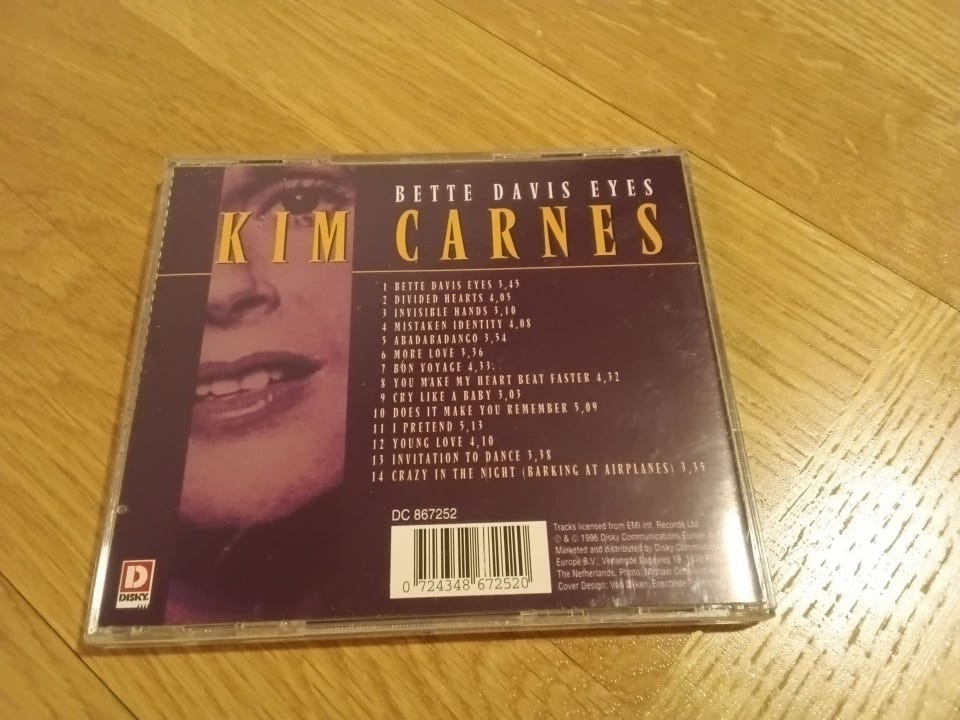 BETTE DAVIS EYES
KIM CARNES
1 BETTE DAVIS EYES 3,45
2 DIVIDED HEARTS 4,05
3 INVISIBLE HANDS 3,10
4 MISTAKEN IDENTITY 4,08
5 ABADABADANGO 3,54
6 MORE LOVE 3,36
7 BON VOYAGE 4,33
8 YOU MAKE MY HEART BEAT FASTER 4,32
9 CRY LIKE A BABY 3,03
10 DOES IT MAKE YOU REMEMBER 5,09
11 I PRETEND 5,13
12 YOUNG LOVE 4,10
13 INVITATION TO DANCE 3,38
14 CRAZY IN THE NIGHT (BARKING AT AIRPLANES) 3,35
DC 867252
0 724348 672520
Tracks licensed from EMI Int. Records Ltd.
℗ & © 1996 Disky Communications Europe
Marketed and distributed by Disky
Europe B.V., 19,
The Netherlands, Photo: Michael
Cover Design: Enschede
D
DISKY